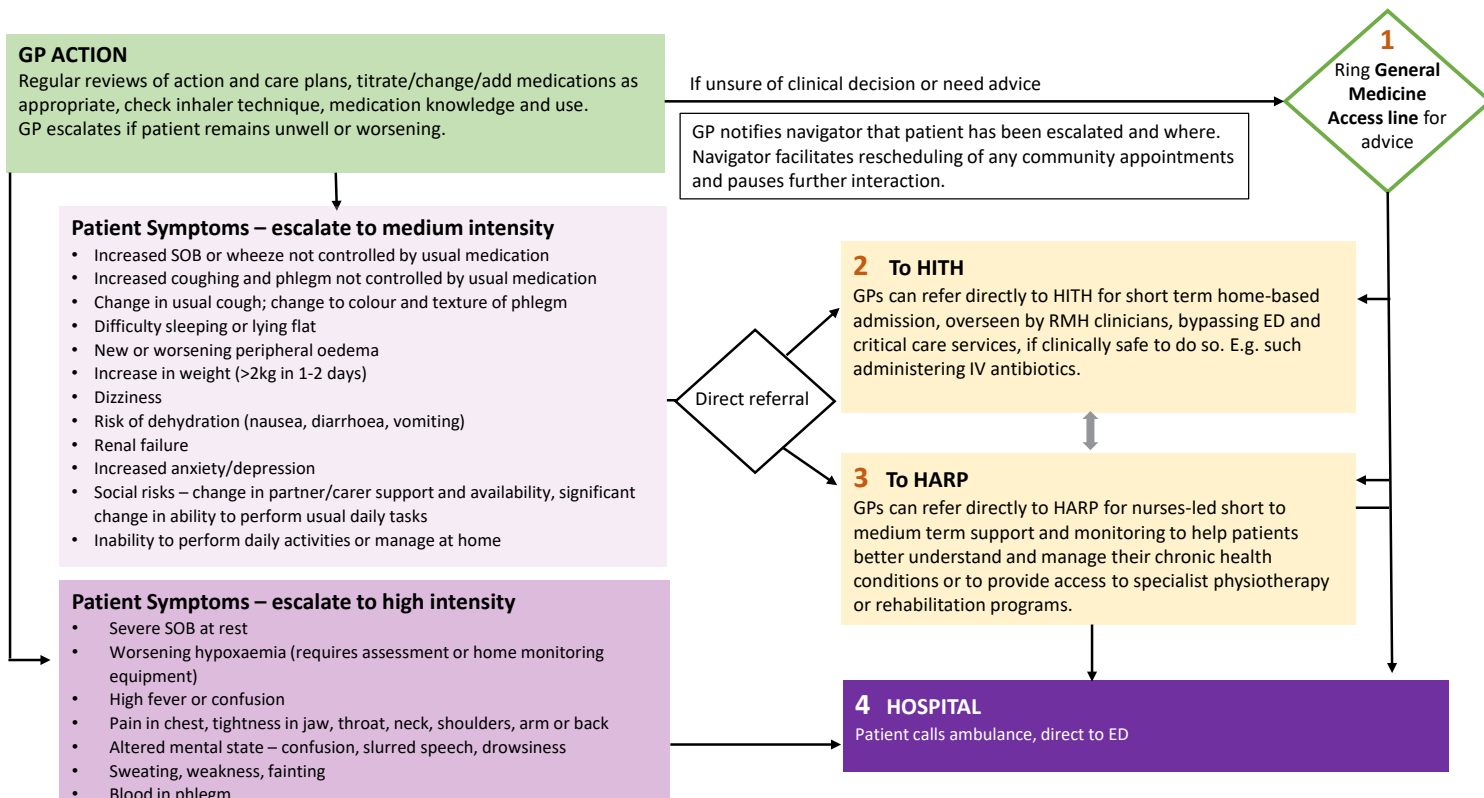 GP ACTION
Regular reviews of action and care plans, titrate/change/add medications as
appropriate, check inhaler technique, medication knowledge and use.
GP escalates if patient remains unwell or worsening.
If unsure of clinical decision or need advice
GP notifies navigator that patient has been escalated and where.
Navigator facilitates rescheduling of any community appointments
and pauses further interaction.
1
Ring General
Medicine
Access line for
advice
Patient Symptoms – escalate to medium intensity
• Increased SOB or wheeze not controlled by usual medication
• Increased coughing and phlegm not controlled by usual medication
• Change in usual cough; change to colour and texture of phlegm
• Difficulty sleeping or lying flat
• New or worsening peripheral oedema
• Increase in weight (>2kg in 1-2 days)
• Dizziness
• Risk of dehydration (nausea, diarrhoea, vomiting)
• Renal failure
• Increased anxiety/depression
• Social risks – change in partner/carer support and availability, significant
change in ability to perform usual daily tasks
• Inability to perform daily activities or manage at home
Direct referral
2 To HITH
GPs can refer directly to HITH for short term home-based
admission, overseen by RMH clinicians, bypassing ED and
critical care services, if clinically safe to do so. E.g. such
administering IV antibiotics.
3 To HARP
GPs can refer directly to HARP for nurses-led short to
medium term support and monitoring to help patients
better understand and manage their chronic health
conditions or to provide access to specialist physiotherapy
or rehabilitation programs.
Patient Symptoms – escalate to high intensity
• Severe SOB at rest
• Worsening hypoxaemia (requires assessment or home monitoring
equipment)
• High fever or confusion
• Pain in chest, tightness in jaw, throat, neck, shoulders, arm or back
• Altered mental state – confusion, slurred speech, drowsiness
• Sweating, weakness, fainting
• Blood in phlegm
4 HOSPITAL
Patient calls ambulance, direct to ED